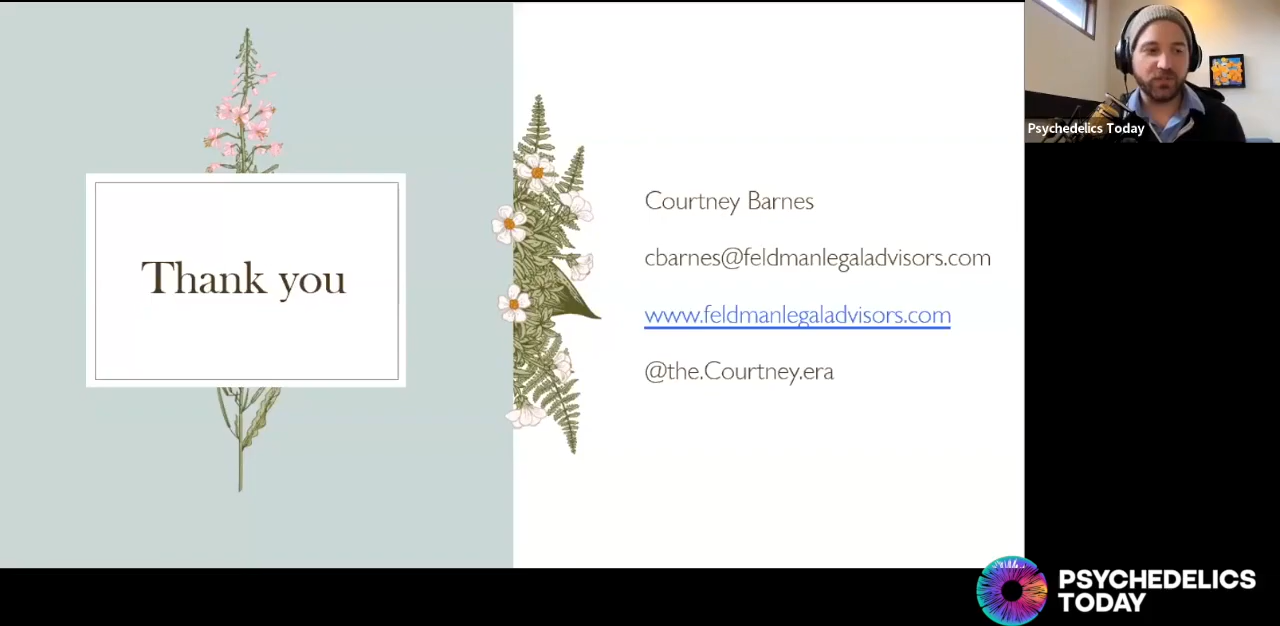 Thank you
Courtney Barnes
cbarnes@feldmanlegaladvisors.com
www.feldmanlegaladvisors.com
@the.Courtney.era
Psychedelics Today
PSYCHEDELICS
TODAY